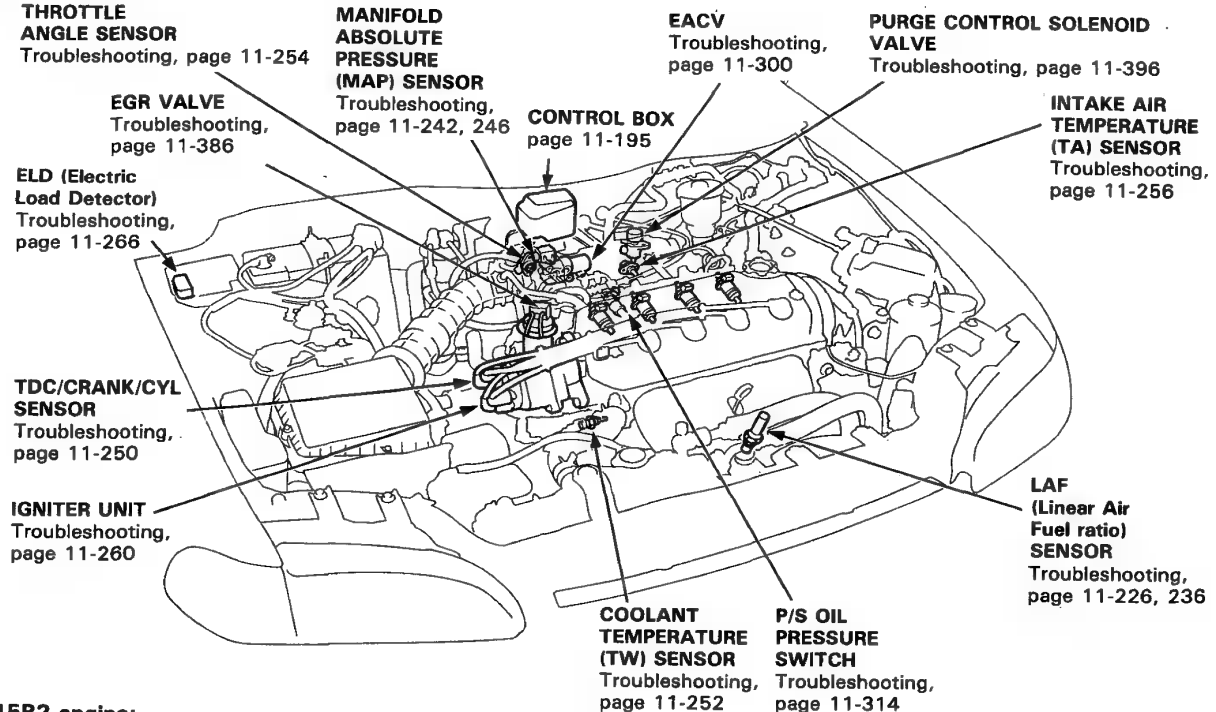 THROTTLE
ANGLE SENSOR
Troubleshooting, page 11-254
MANIFOLD
ABSOLUTE
PRESSURE
(MAP) SENSOR
Troubleshooting,
page 11-242, 246
EACV
Troubleshooting,
page 11-300
PURGE CONTROL SOLENOID
VALVE
Troubleshooting, page 11-396
EGR VALVE
Troubleshooting,
page 11-386
CONTROL BOX
page 11-195
INTAKE AIR
TEMPERATURE
(TA) SENSOR
Troubleshooting,
page 11-256
ELD (Electric
Load Detector)
Troubleshooting,
page 11-266
TDC/CRANK/CYL
SENSOR
Troubleshooting,
page 11-250
IGNITER UNIT
Troubleshooting,
page 11-260
LAF
(Linear Air
Fuel ratio)
SENSOR
Troubleshooting,
page 11-226, 236
COOLANT
TEMPERATURE
(TW) SENSOR
Troubleshooting,
page 11-252
P/S OIL
PRESSURE
SWITCH
Troubleshooting,
page 11-314